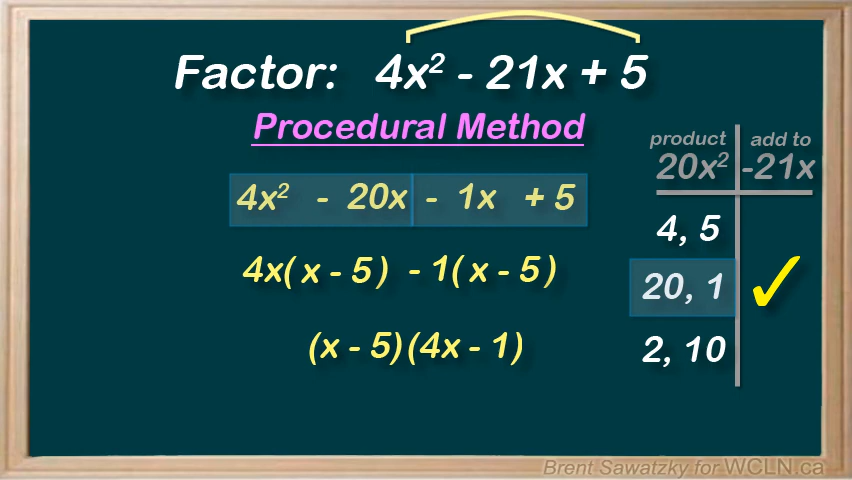 Factor: 4x² - 21x + 5
Procedural Method
product add to
20x² -21x
4x² - 20x - 1x + 5
4x( x - 5 ) - 1( x - 5 )
(x - 5)(4x - 1)
4, 5
20, 1
2, 10
Brent Sawatzky for WCLN.ca